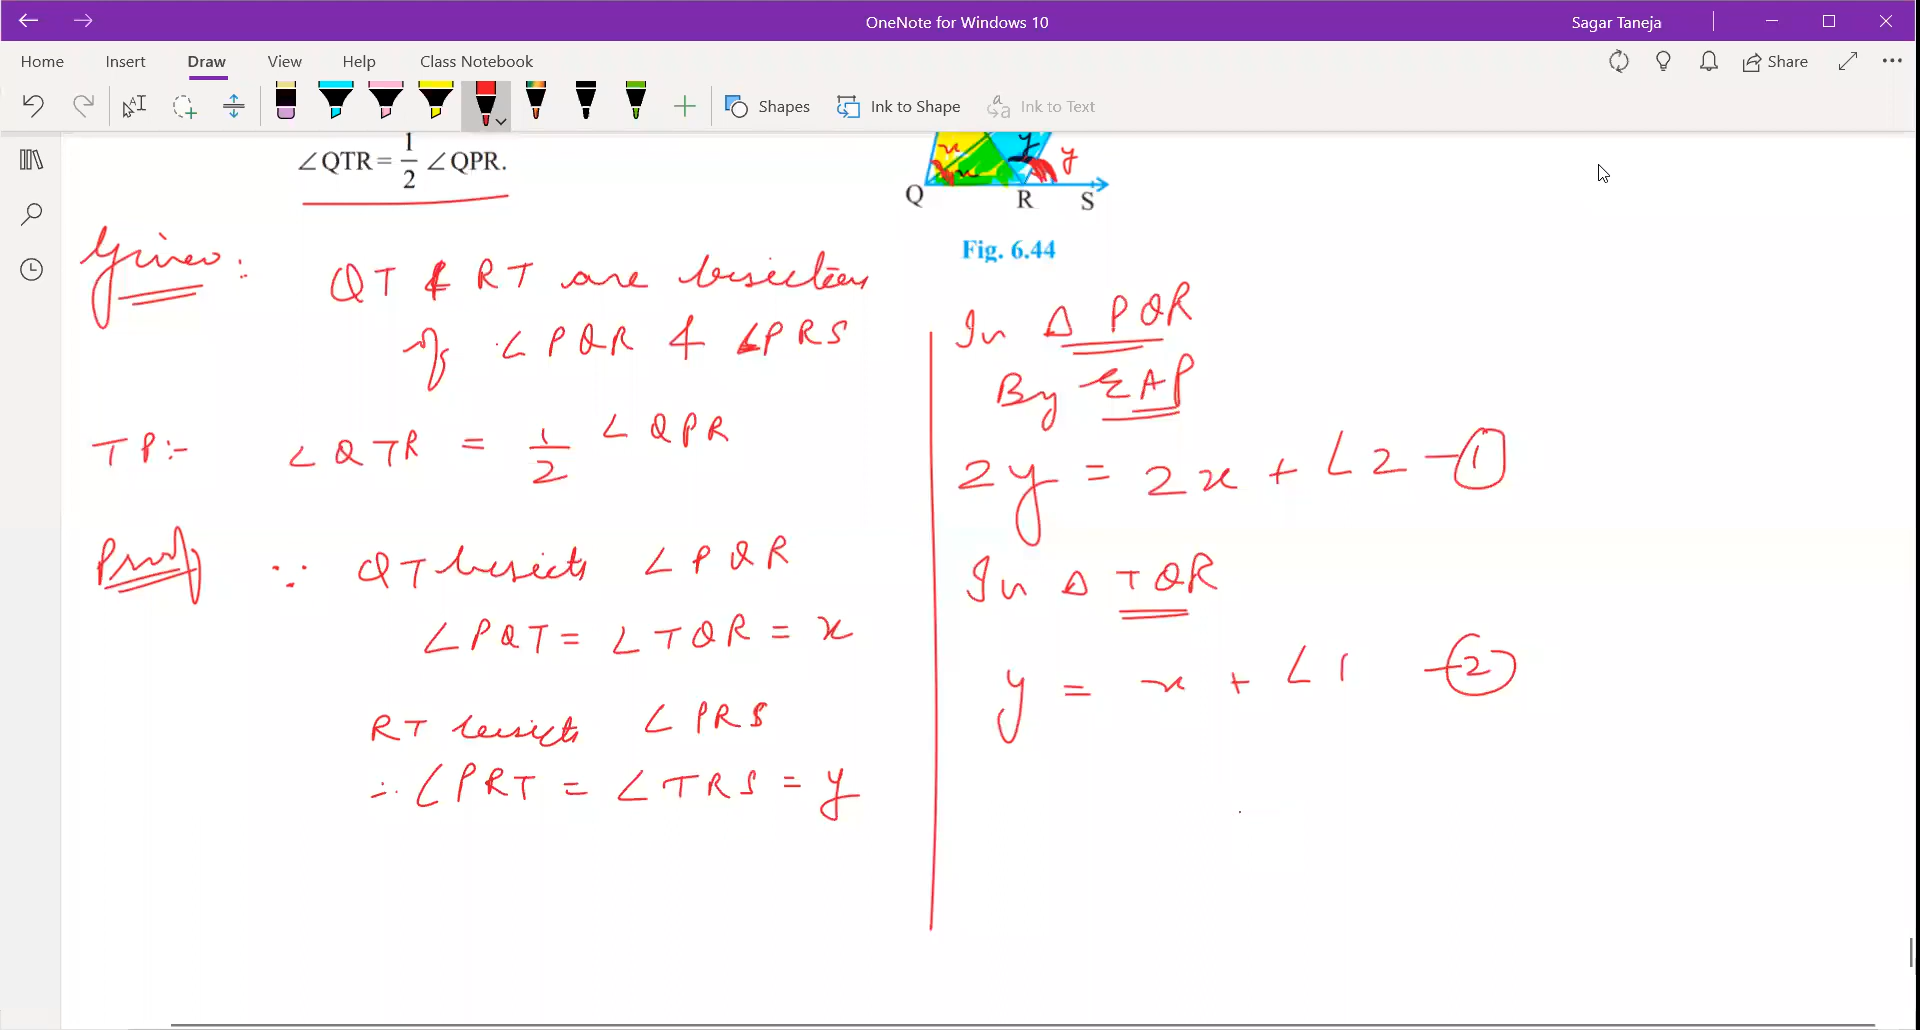 OneNote for Windows 10
Sagar Taneja
Home Insert Draw View Help Class Notebook
Share
Shapes Ink to Shape Ink to Text
∠QTR = 1/2 ∠QPR.
x y y
x
Q R S
Fig. 6.44
Given:
QT & RT are bisectors
of ∠PQR & ∠PRS
TP:- ∠QTR = 1/2 ∠QPR
Proof ∵ QT bisects ∠PQR
∠PQT = ∠TQR = x
RT bisects ∠PRS
∴ ∠PRT = ∠TRS = y
In Δ PQR
By EAP
2y = 2x + ∠2 - ①
In Δ TQR
y = x + ∠1 - ②